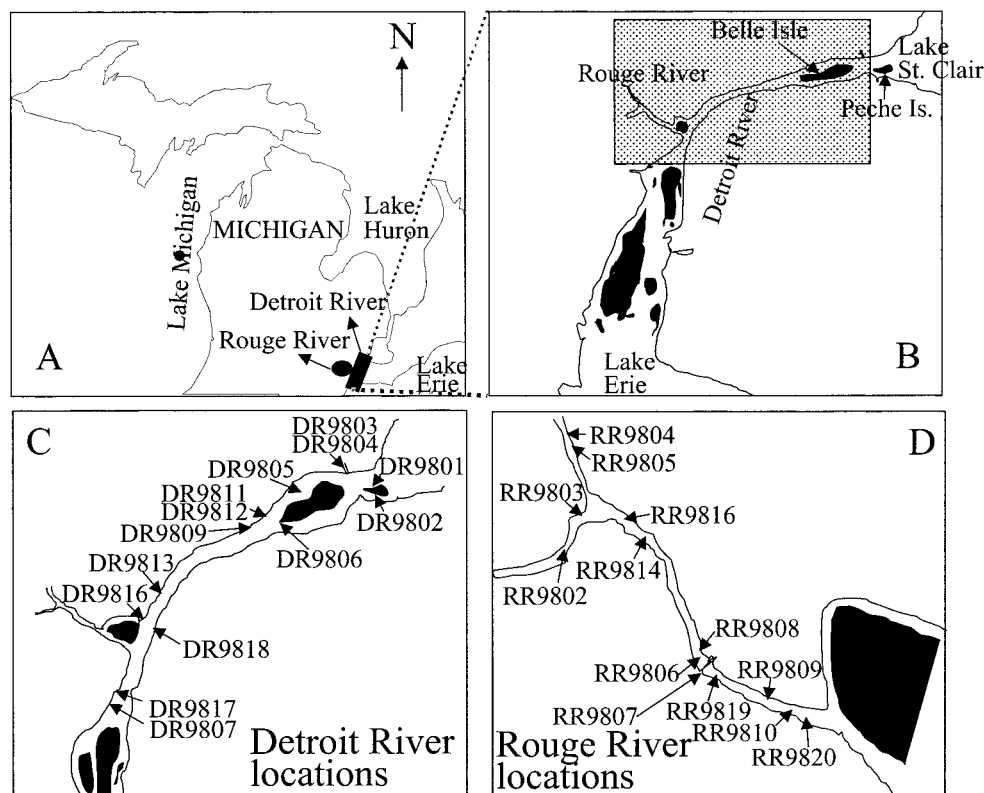 N
Lake Michigan
MICHIGAN
Lake
Huron
Detroit River
Rouge River
Lake
Erie
A
Belle Isle
Lake
St. Clair
Rouge River
Peche Is.
Detroit River
Lake
Erie
B
C
DR9803
DR9804
DR9801
DR9805
DR9811
DR9812
DR9802
DR9809
DR9806
DR9813
DR9816
DR9818
DR9817
DR9807
Detroit River
locations
D
RR9804
RR9805
RR9803
RR9816
RR9814
RR9802
RR9808
RR9806
RR9809
RR9807
RR9819
RR9810
RR9820
Rouge River
locations